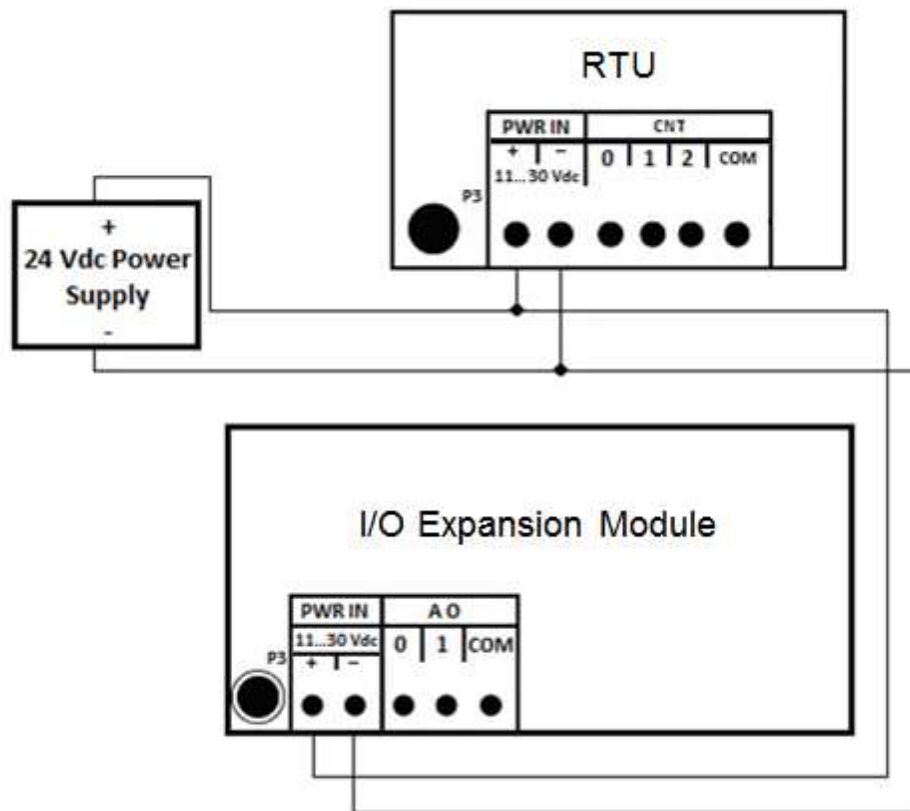 RTU
PWR IN CNT
+ − 0 1 2 COM
11...30 Vdc
P3
+
24 Vdc Power
Supply
-
I/O Expansion Module
PWR IN A O
11...30 Vdc 0 1 COM
P3 + −